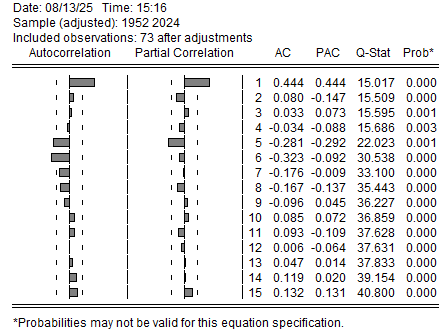 Date: 08/13/25 Time: 15:16
Sample (adjusted): 1952 2024
Included observations: 73 after adjustments
Autocorrelation Partial Correlation AC PAC Q-Stat Prob*
1 0.444 0.444 15.017 0.000
2 0.080 -0.147 15.509 0.000
3 0.033 0.073 15.595 0.001
4 -0.034 -0.088 15.686 0.003
5 -0.281 -0.292 22.023 0.001
6 -0.323 -0.092 30.538 0.000
7 -0.176 -0.009 33.100 0.000
8 -0.167 -0.137 35.443 0.000
9 -0.096 0.045 36.227 0.000
10 0.085 0.072 36.859 0.000
11 0.093 -0.109 37.628 0.000
12 0.006 -0.064 37.631 0.000
13 0.047 0.014 37.833 0.000
14 0.119 0.020 39.154 0.000
15 0.132 0.131 40.800 0.000
*Probabilities may not be valid for this equation specification.